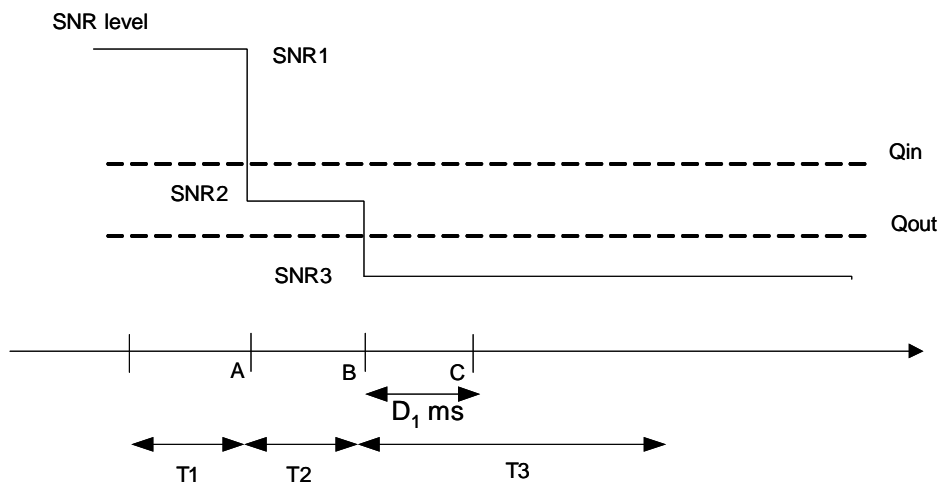 SNR level
SNR1
Qin
SNR2
Qout
SNR3
A B C
D₁ ms
T1 T2 T3